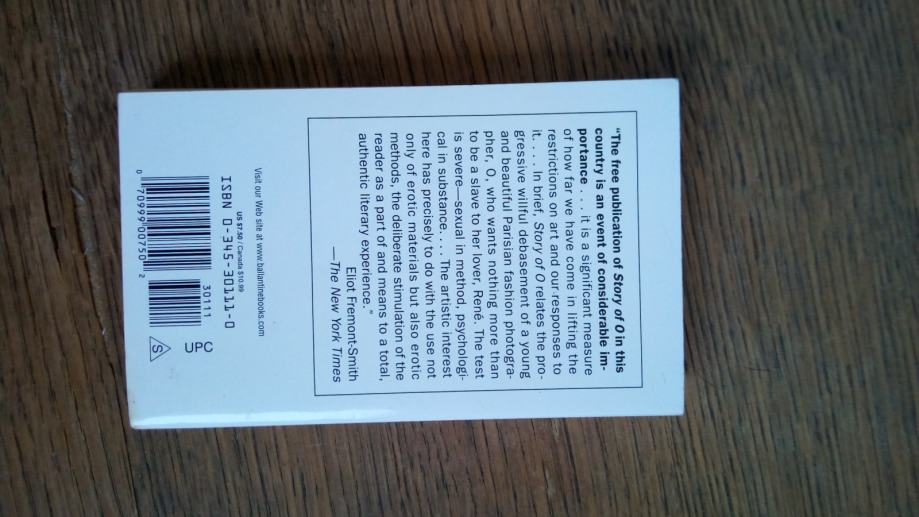 "The free publication of Story of O in this
country is an event of considerable im-
portance . . . it is a significant measure
of how far we have come in lifting the
restrictions on art and our responses to
it. . . . In brief, Story of O relates the pro-
gressive willful debasement of a young
and beautiful Parisian fashion photogra-
pher, O, who wants nothing more than
to be a slave to her lover, René. The test
is severe—sexual in method, psychologi-
cal in substance. . . . The artistic interest
here has precisely to do with the use not
only of erotic materials but also erotic
methods, the deliberate stimulation of the
reader as a part of and means to a total,
authentic literary experience."
Eliot Fremont-Smith
—The New York Times
Visit our Web site at www.ballantinebooks.com
US $7.50 / Canada $10.99
ISBN 0-345-30111-0
30111
0 70999 00750 2
UPC
S